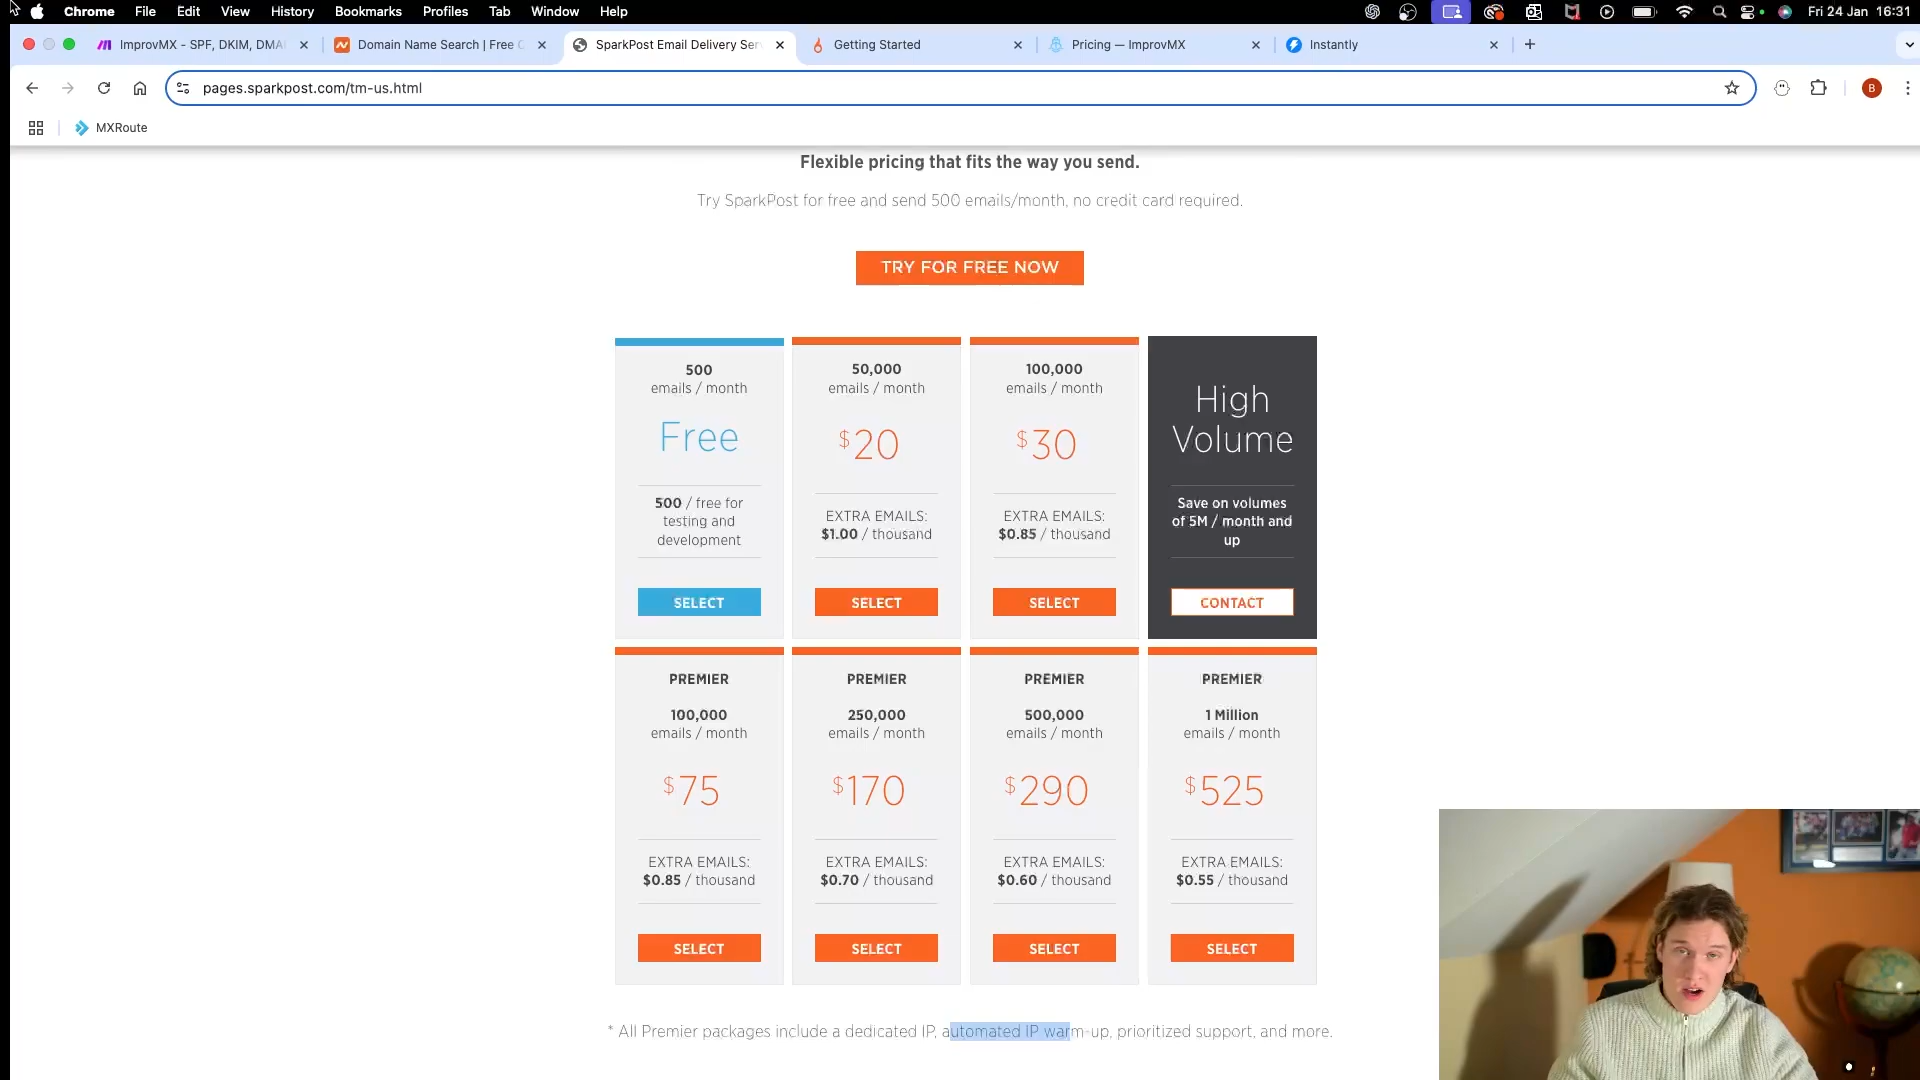 Chrome File Edit View History Bookmarks Profiles Tab Window Help Fri 24 Jan 16:31
ImprovMX - SPF, DKIM, DMA Domain Name Search | Free C SparkPost Email Delivery Ser Getting Started Pricing — ImprovMX Instantly
pages.sparkpost.com/tm-us.html B
MXRoute
Flexible pricing that fits the way you send.
Try SparkPost for free and send 500 emails/month, no credit card required.
TRY FOR FREE NOW
500
emails / month
Free
500 / free for
testing and
development
SELECT
50,000
emails / month
$20
EXTRA EMAILS:
$1.00 / thousand
SELECT
100,000
emails / month
$30
EXTRA EMAILS:
$0.85 / thousand
SELECT
High
Volume
Save on volumes
of 5M / month and
up
CONTACT
PREMIER
100,000
emails / month
$75
EXTRA EMAILS:
$0.85 / thousand
SELECT
PREMIER
250,000
emails / month
$170
EXTRA EMAILS:
$0.70 / thousand
SELECT
PREMIER
500,000
emails / month
$290
EXTRA EMAILS:
$0.60 / thousand
SELECT
PREMIER
1 Million
emails / month
$525
EXTRA EMAILS:
$0.55 / thousand
SELECT
* All Premier packages include a dedicated IP, automated IP warm-up, prioritized support, and more.